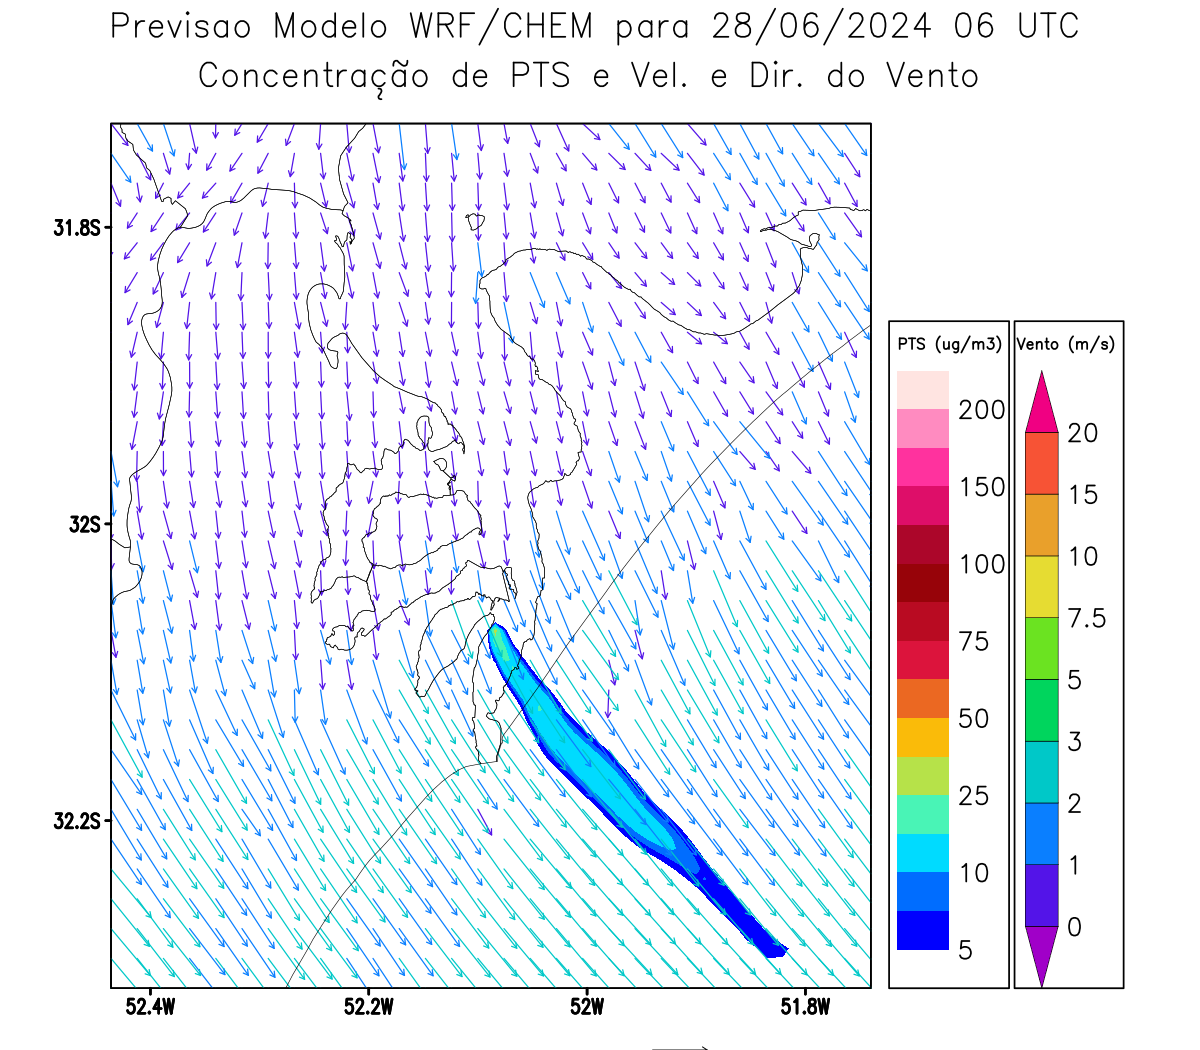 Previsao Modelo WRF/CHEM para 28/06/2024 06 UTC
Concentração de PTS e Vel. e Dir. do Vento
31.8S
32S
32.2S
52.4W 52.2W 52W 51.8W
PTS (ug/m3)
200
150
100
75
50
25
10
5
Vento (m/s)
20
15
10
7.5
5
3
2
1
0